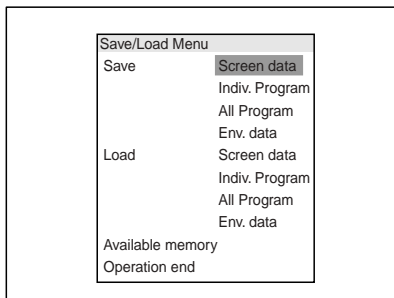 Save/Load Menu
Save Screen data
Indiv. Program
All Program
Env. data
Load Screen data
Indiv. Program
All Program
Env. data
Available memory
Operation end